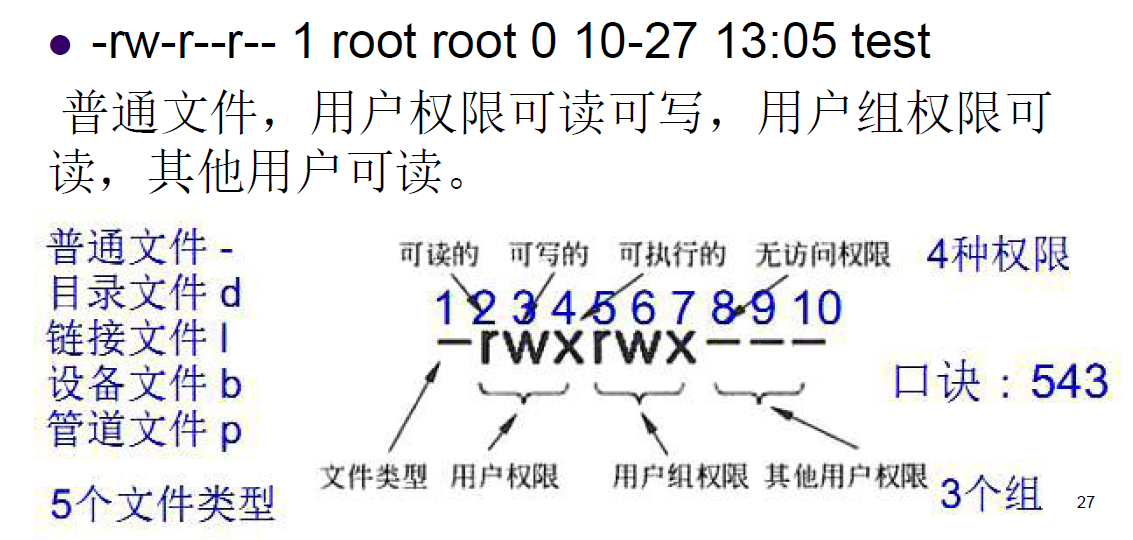 ● -rw-r--r-- 1 root root 0 10-27 13:05 test
普通文件，用户权限可读可写，用户组权限可
读，其他用户可读。
普通文件 -
目录文件 d
链接文件 l
设备文件 b
管道文件 p
5个文件类型
可读的 可写的 可执行的 无访问权限
1 2 3 4 5 6 7 8 9 10
-rwxrwx---
文件类型 用户权限 用户组权限 其他用户权限
4种权限
口诀：543
3个组
27